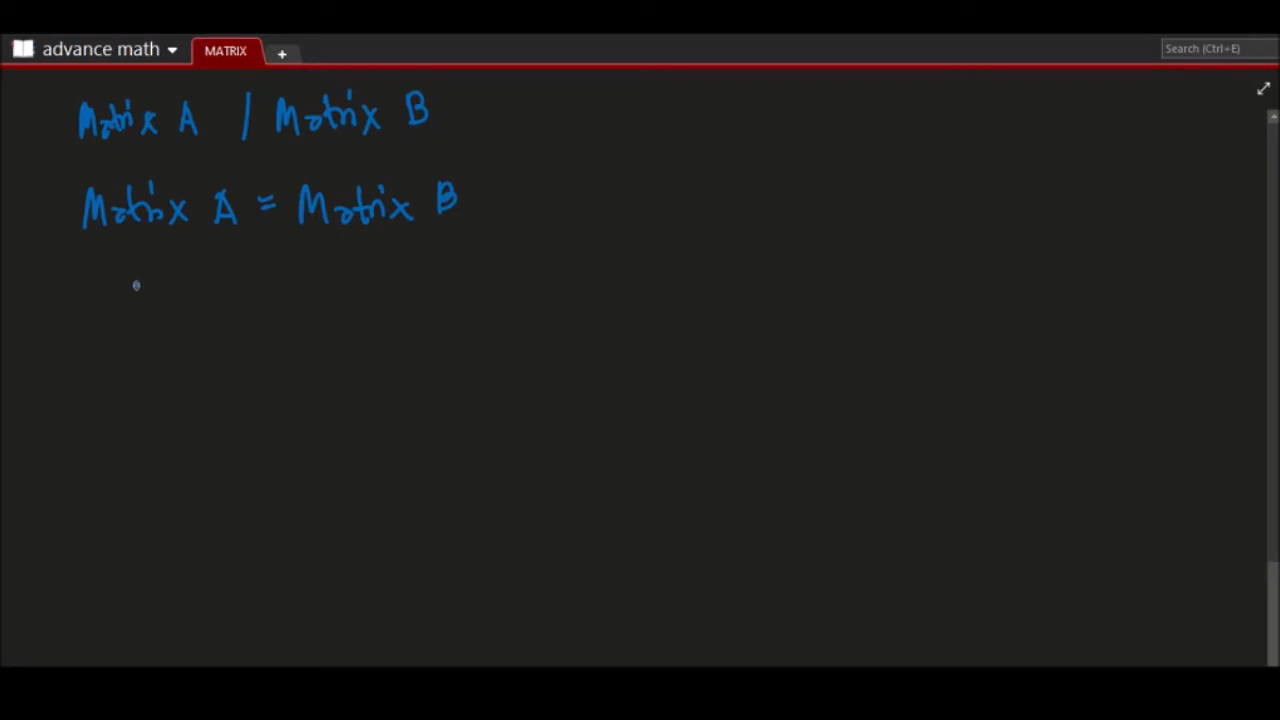 advance math MATRIX + Search (Ctrl+E)
Matrix A / Matrix B
Matrix A = Matrix B